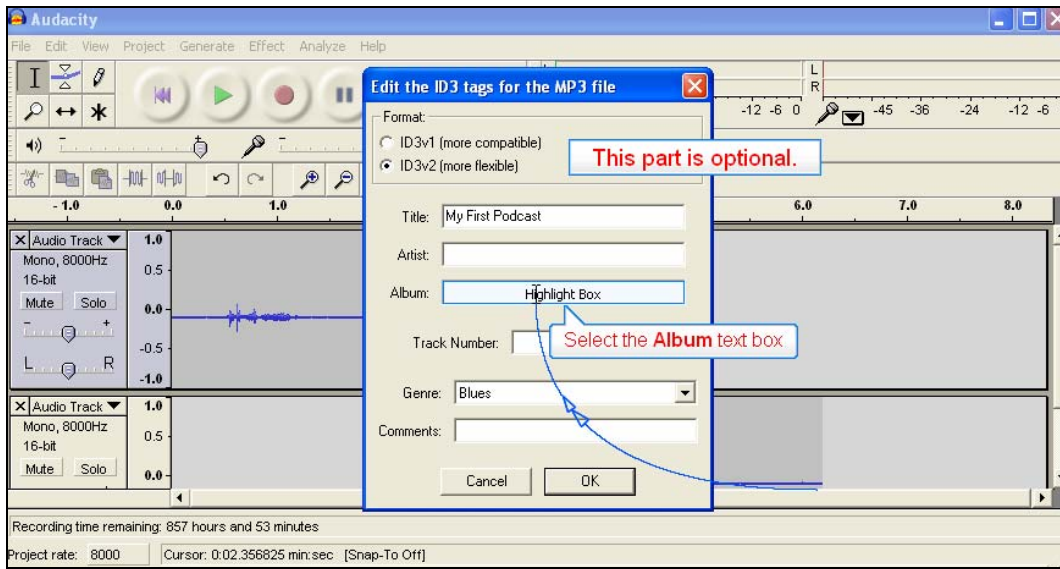 Audacity
File Edit View Project Generate Effect Analyze Help
Edit the ID3 tags for the MP3 file
L
R
-12 -6 0 -45 -36 -24 -12 -6
Format:
ID3v1 (more compatible)
ID3v2 (more flexible)
This part is optional.
- 1.0 0.0 1.0 6.0 7.0 8.0
Title: My First Podcast
Artist:
Album: Highlight Box
Select the Album text box
Track Number:
Genre: Blues
Comments:
Cancel OK
X Audio Track 1.0
Mono, 8000Hz
16-bit 0.5
Mute Solo
0.0
- +
-0.5
L R
-1.0
X Audio Track 1.0
Mono, 8000Hz
16-bit 0.5
Mute Solo
0.0
Recording time remaining: 857 hours and 53 minutes
Project rate: 8000 Cursor: 0:02.356825 min:sec [Snap-To Off]